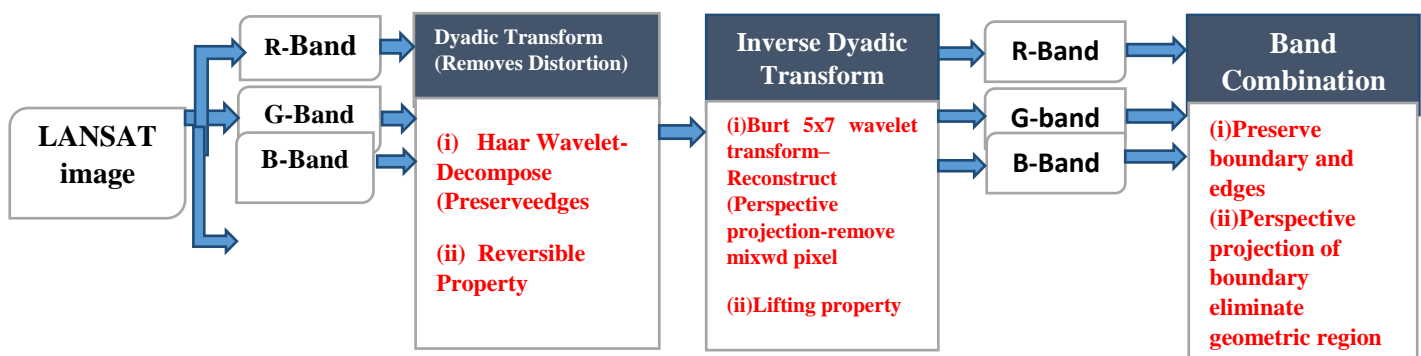 LANSAT
image
R-Band
G-Band
B-Band
Dyadic Transform
(Removes Distortion)
(i) Haar Wavelet-
Decompose
(Preserveedges
(ii) Reversible
Property
Inverse Dyadic
Transform
(i)Burt 5x7 wavelet
transform–
Reconstruct
(Perspective
projection-remove
mixwd pixel
(ii)Lifting property
R-Band
G-band
B-Band
Band
Combination
(i)Preserve
boundary and
edges
(ii)Perspective
projection of
boundary
eliminate
geometric region